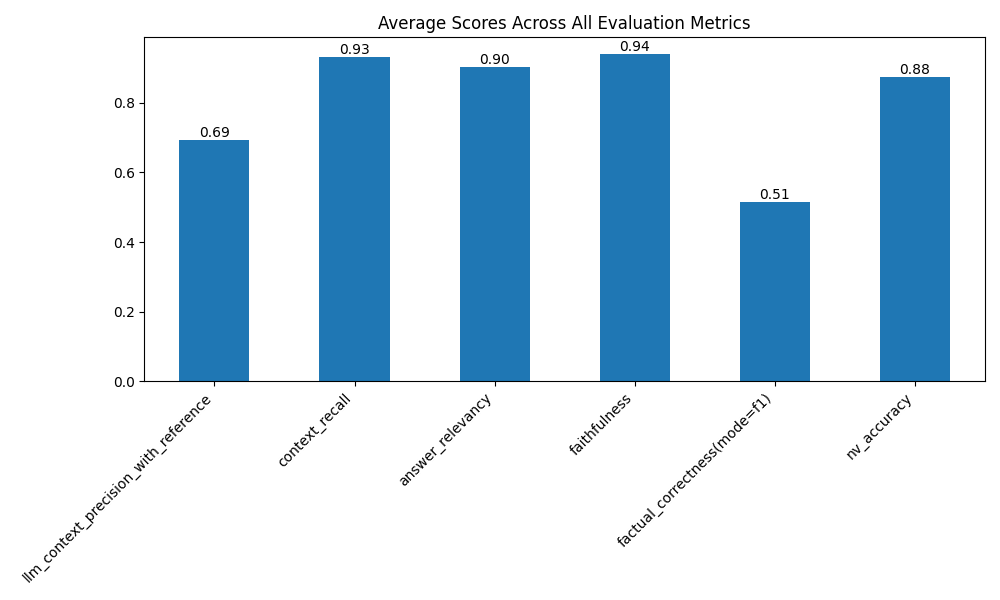 Average Scores Across All Evaluation Metrics
0.93
0.94
0.90
0.88
0.69
0.51
0.8
0.6
0.4
0.2
0.0
llm_context_precision_with_reference
context_recall
answer_relevancy
faithfulness
factual_correctness(mode=f1)
nv_accuracy